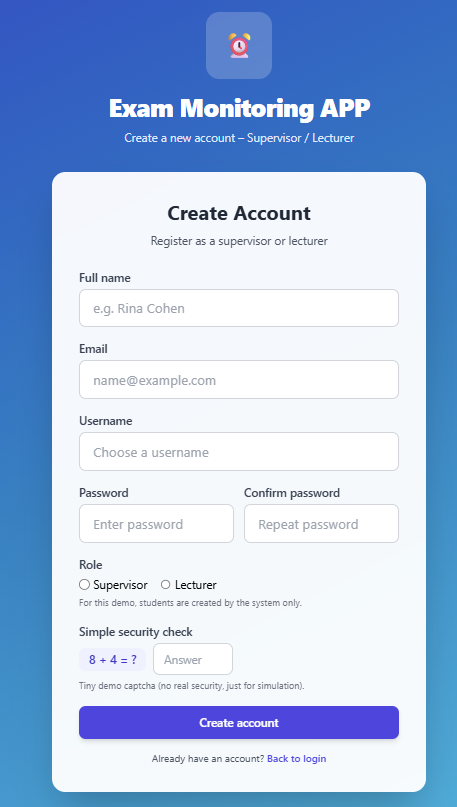 Exam Monitoring APP
Create a new account – Supervisor / Lecturer
Create Account
Register as a supervisor or lecturer
Full name
e.g. Rina Cohen
Email
name@example.com
Username
Choose a username
Password Confirm password
Enter password Repeat password
Role
Supervisor Lecturer
For this demo, students are created by the system only.
Simple security check
8 + 4 = ? Answer
Tiny demo captcha (no real security, just for simulation).
Create account
Already have an account? Back to login